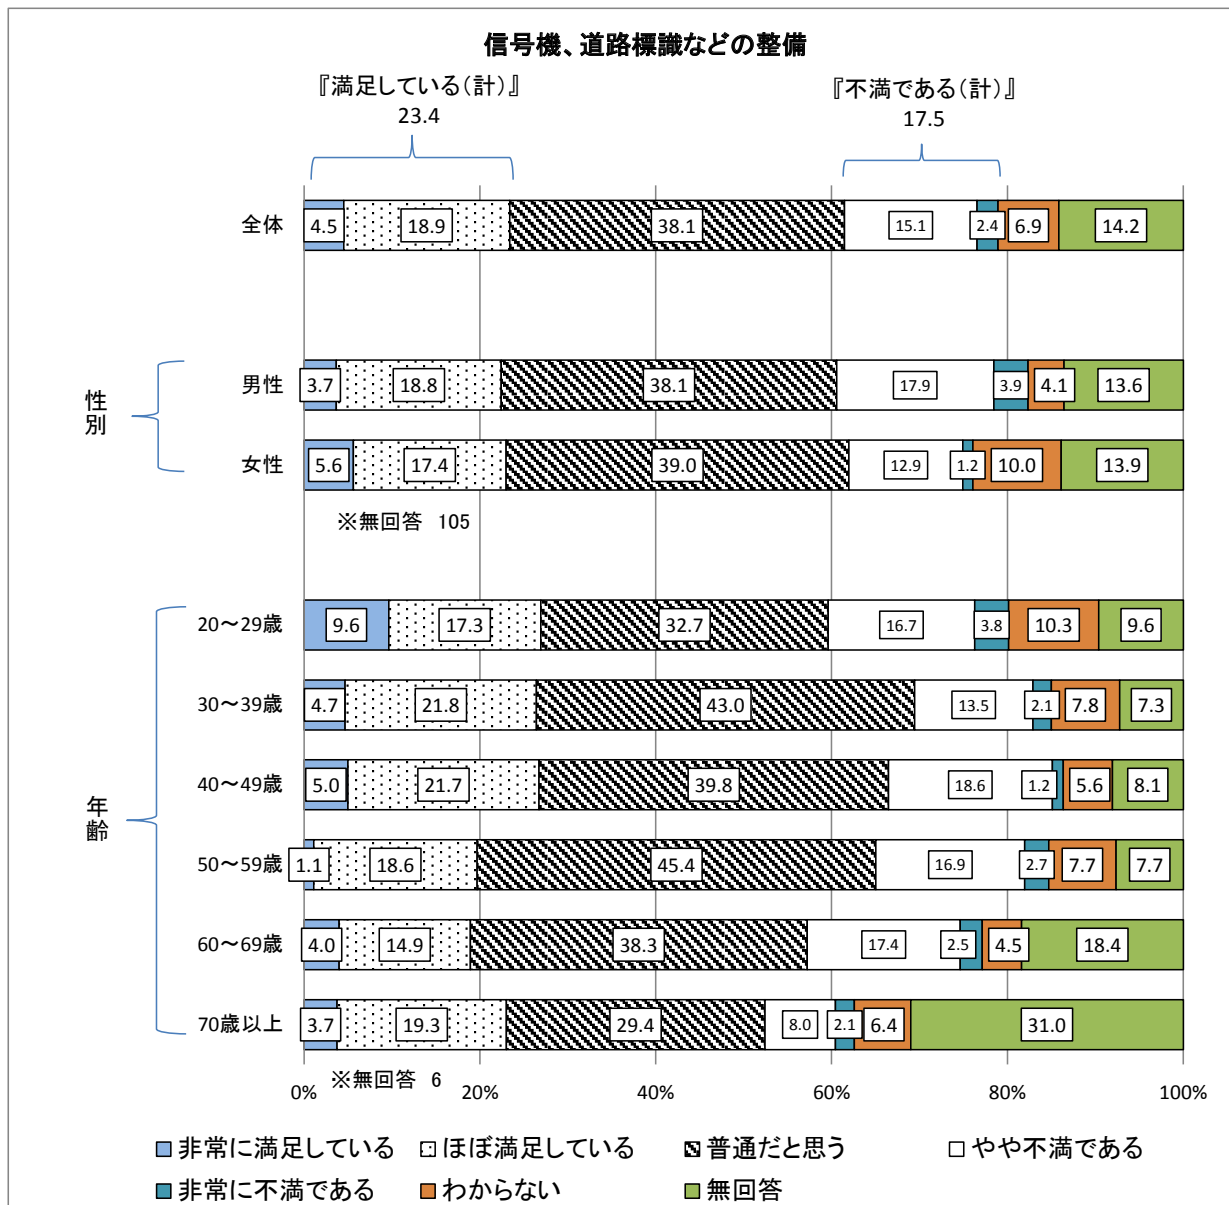 信号機、道路標識などの整備
『満足している(計)』
23.4
『不満である(計)』
17.5
全体 4.5 18.9 38.1 15.1 2.4 6.9 14.2
性別
男性 3.7 18.8 38.1 17.9 3.9 4.1 13.6
女性 5.6 17.4 39.0 12.9 1.2 10.0 13.9
※無回答 105
年齢
20～29歳 9.6 17.3 32.7 16.7 3.8 10.3 9.6
30～39歳 4.7 21.8 43.0 13.5 2.1 7.8 7.3
40～49歳 5.0 21.7 39.8 18.6 1.2 5.6 8.1
50～59歳 1.1 18.6 45.4 16.9 2.7 7.7 7.7
60～69歳 4.0 14.9 38.3 17.4 2.5 4.5 18.4
70歳以上 3.7 19.3 29.4 8.0 2.1 6.4 31.0
※無回答 6
0% 20% 40% 60% 80% 100%
非常に満足している ほぼ満足している 普通だと思う やや不満である
非常に不満である わからない 無回答